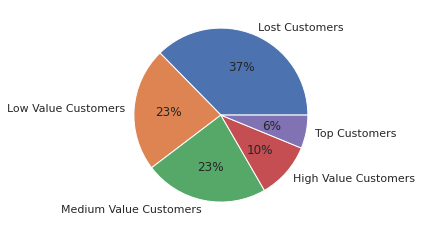 Lost Customers
37%
Low Value Customers
23%
6%
Top Customers
10%
23%
High Value Customers
Medium Value Customers